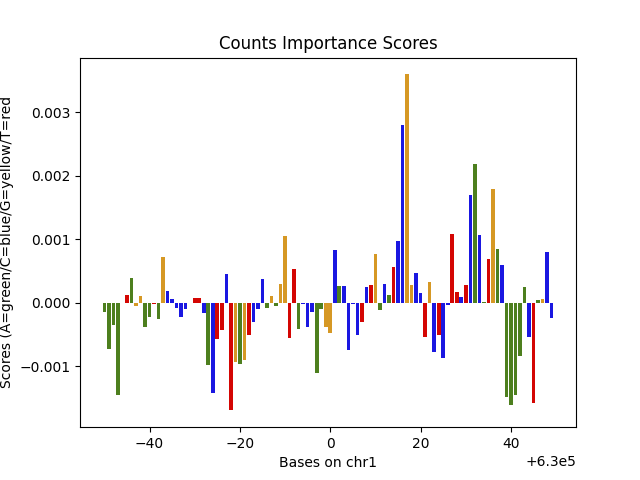 Counts Importance Scores
Scores (A=green/C=blue/G=yellow/T=red
0.003
0.002
0.001
0.000
−0.001
−40
−20
0
20
40
+6.3e5
Bases on chr1